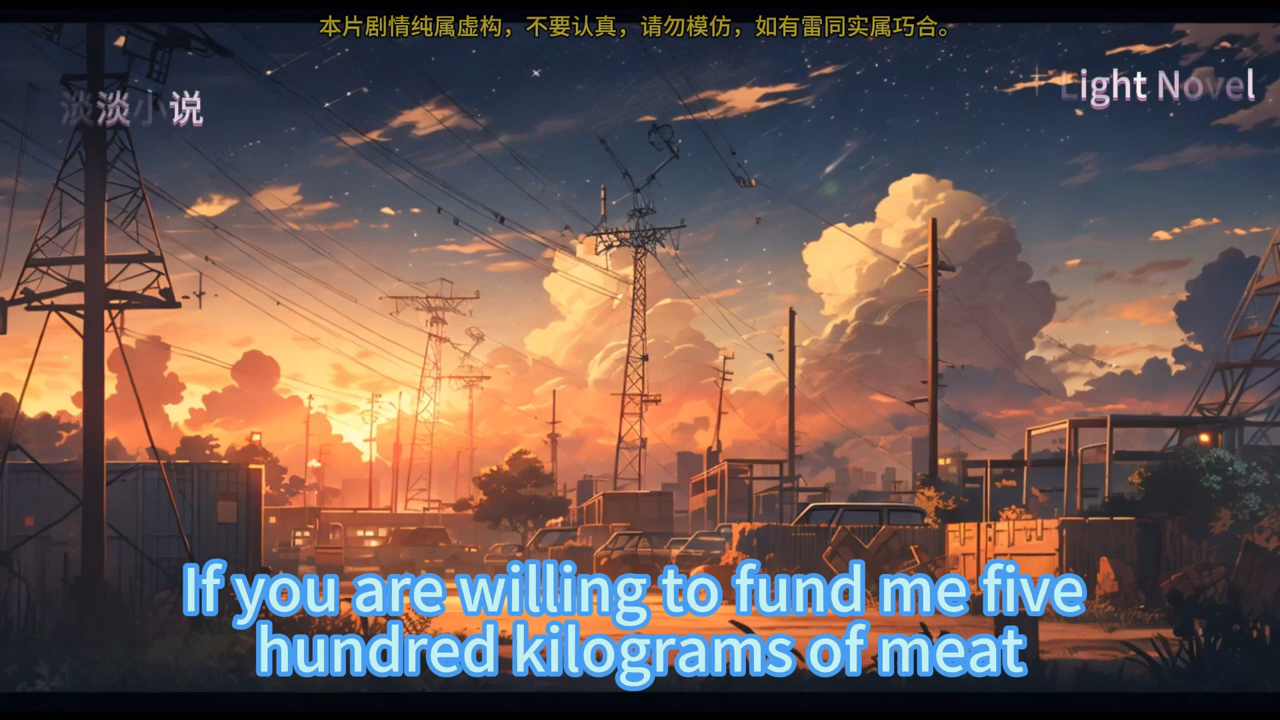 本片剧情纯属虚构，不要认真，请勿模仿，如有雷同实属巧合。
淡淡小说
Light Novel
If you are willing to fund me five
hundred kilograms of meat